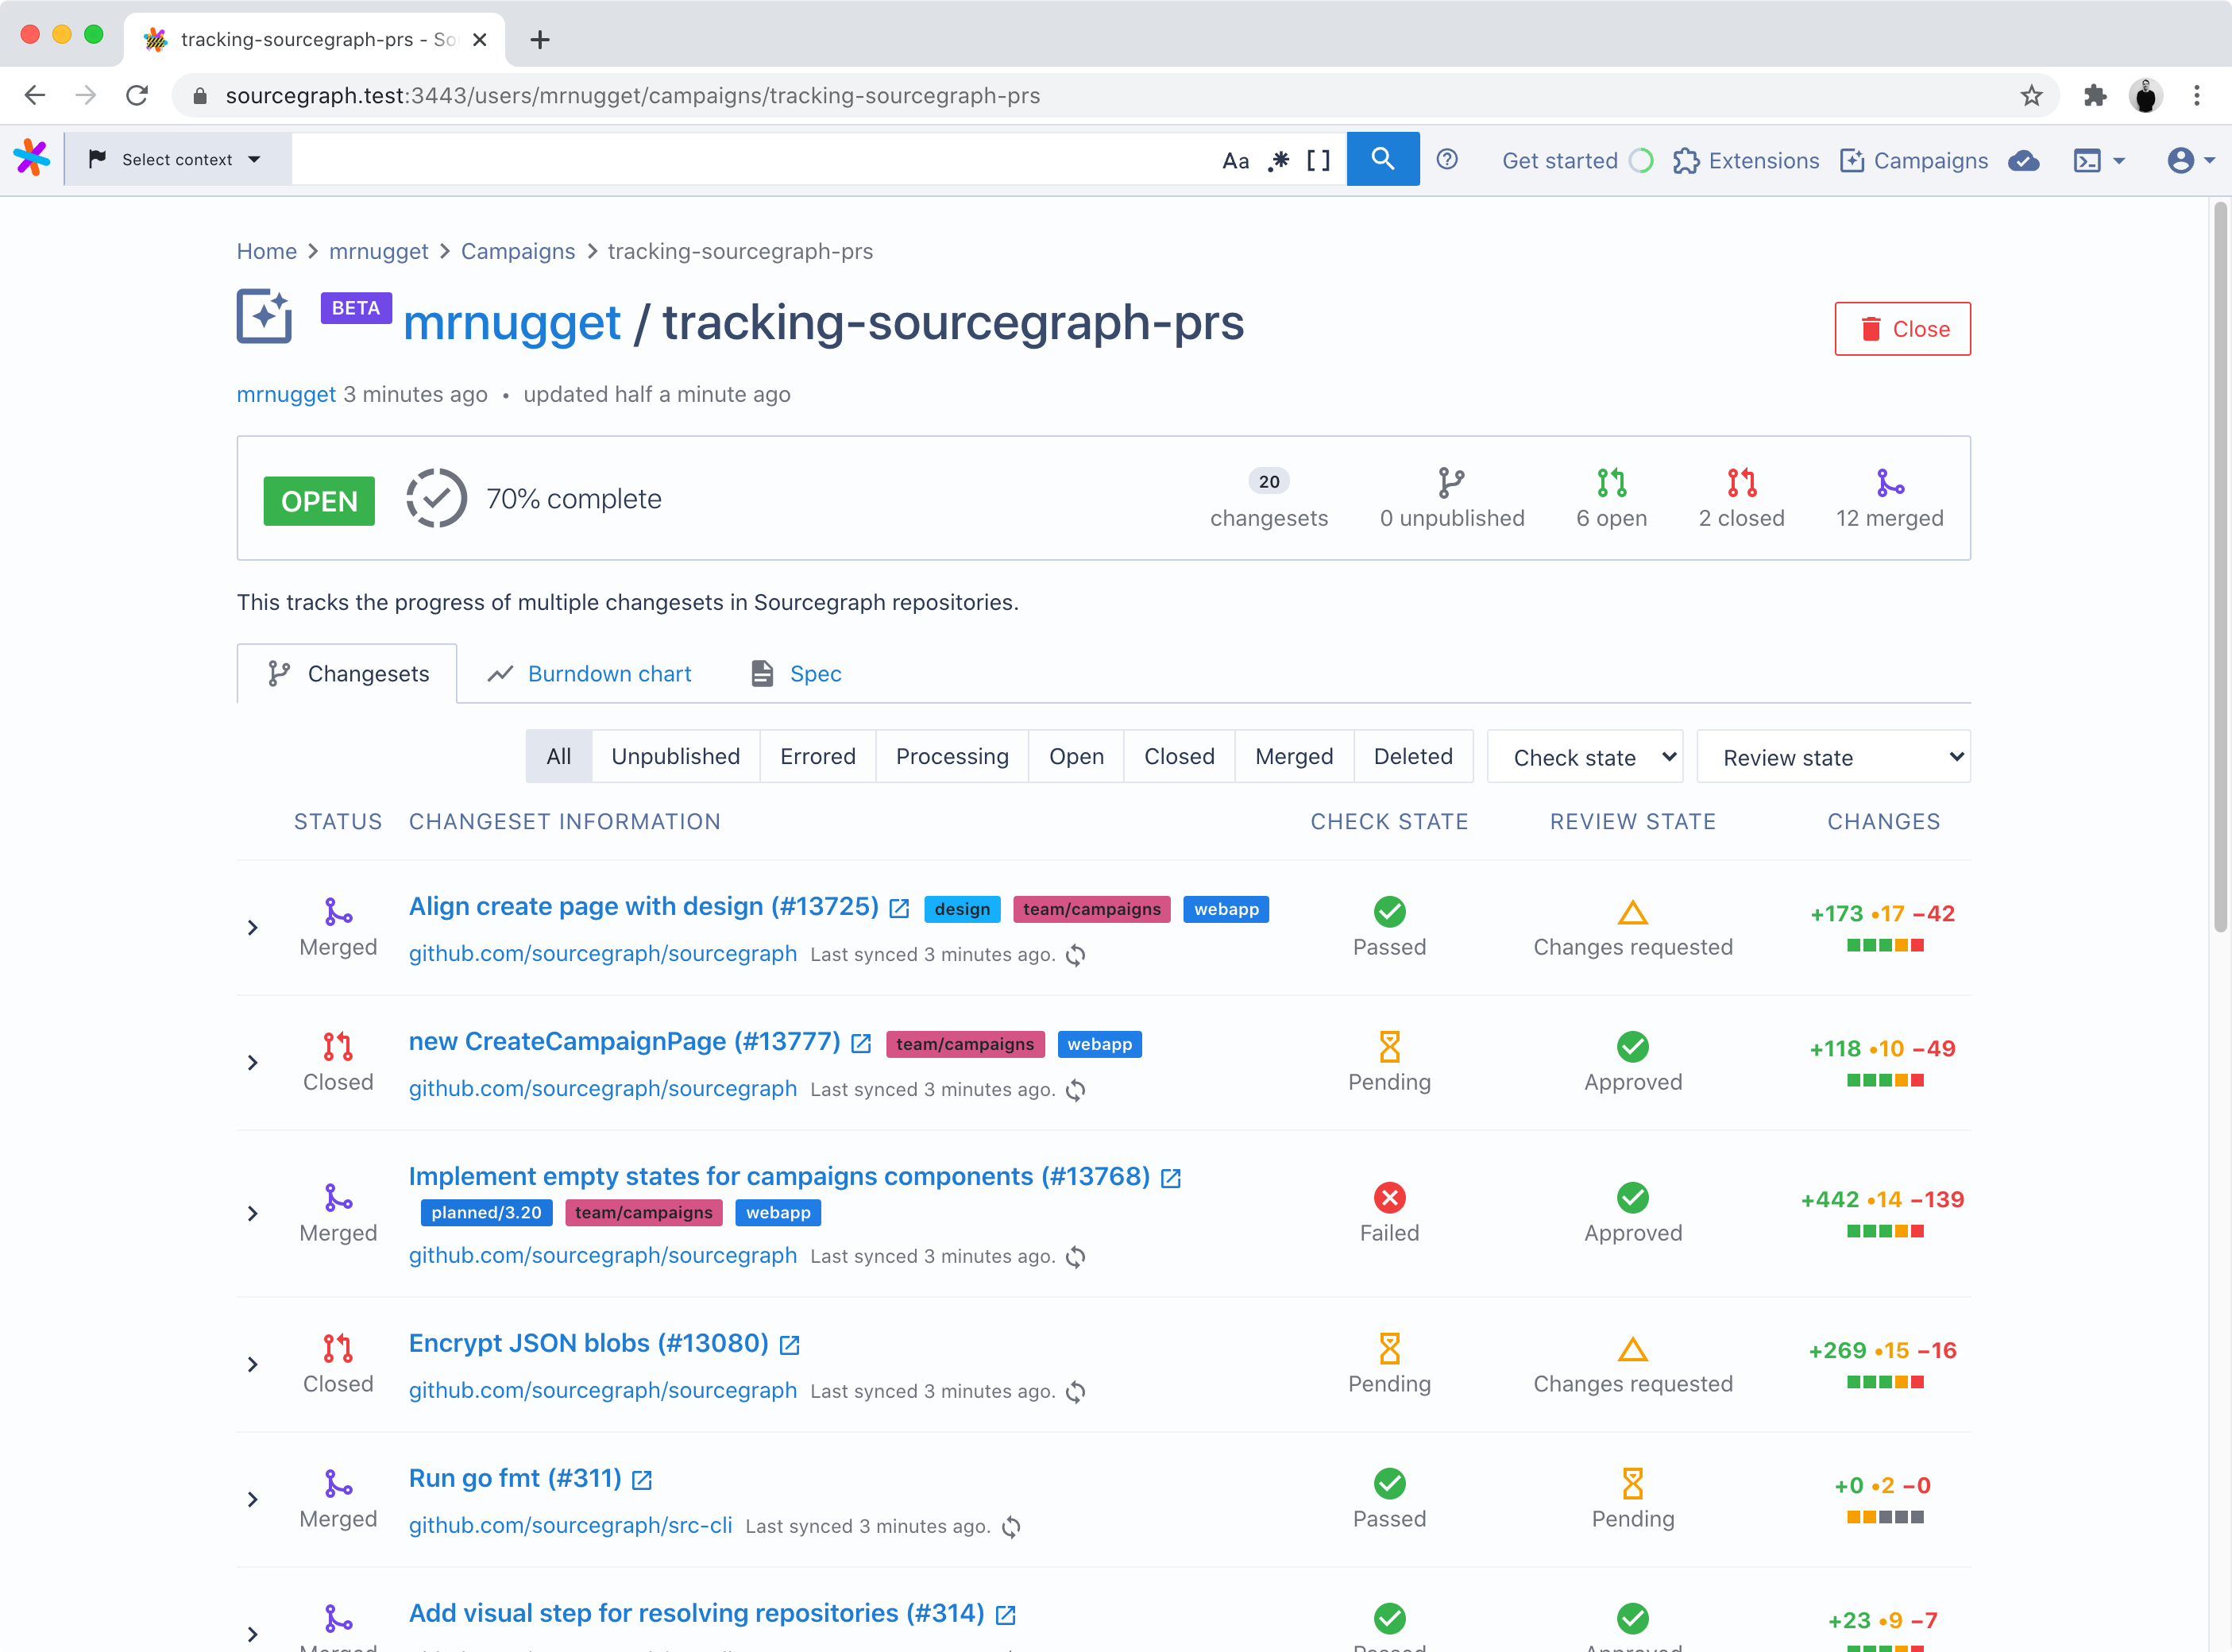 tracking-sourcegraph-prs - So
sourcegraph.test:3443/users/mrnugget/campaigns/tracking-sourcegraph-prs
Select context
Aa .* [ ]
Get started Extensions Campaigns
Home > mrnugget > Campaigns > tracking-sourcegraph-prs
BETA mrnugget / tracking-sourcegraph-prs
Close
mrnugget 3 minutes ago • updated half a minute ago
OPEN 70% complete
20 changesets
0 unpublished
6 open
2 closed
12 merged
This tracks the progress of multiple changesets in Sourcegraph repositories.
Changesets Burndown chart Spec
All Unpublished Errored Processing Open Closed Merged Deleted Check state Review state
STATUS CHANGESET INFORMATION CHECK STATE REVIEW STATE CHANGES
Align create page with design (#13725) design team/campaigns webapp +173 •17 −42
Merged github.com/sourcegraph/sourcegraph Last synced 3 minutes ago. Passed Changes requested
new CreateCampaignPage (#13777) team/campaigns webapp +118 •10 −49
Closed github.com/sourcegraph/sourcegraph Last synced 3 minutes ago. Pending Approved
Implement empty states for campaigns components (#13768)
planned/3.20 team/campaigns webapp +442 •14 −139
Merged Failed Approved
github.com/sourcegraph/sourcegraph Last synced 3 minutes ago.
Encrypt JSON blobs (#13080) +269 •15 −16
Closed github.com/sourcegraph/sourcegraph Last synced 3 minutes ago. Pending Changes requested
Run go fmt (#311) +0 •2 −0
Merged github.com/sourcegraph/src-cli Last synced 3 minutes ago. Passed Pending
Add visual step for resolving repositories (#314) +23 •9 −7